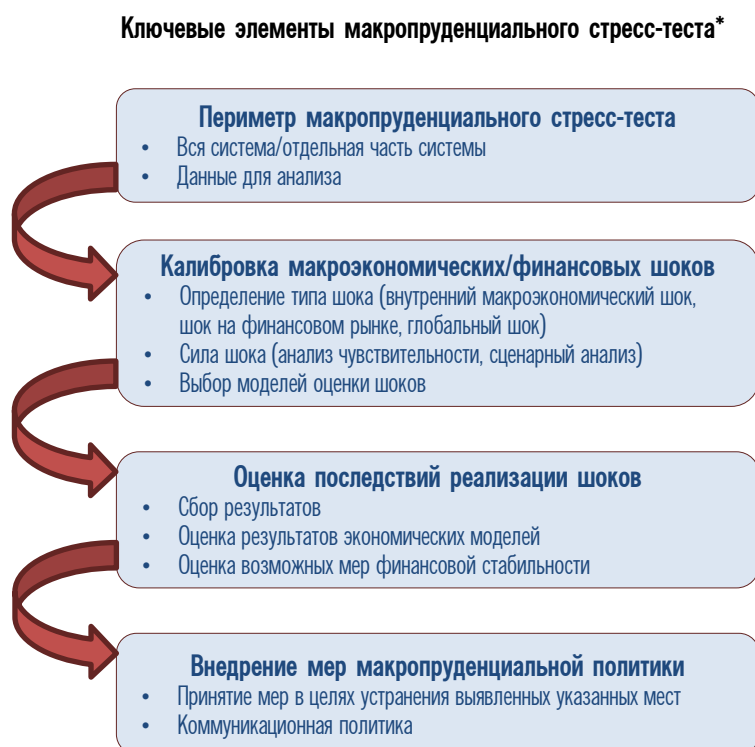 Ключевые элементы макропруденциального стресс-теста*
Периметр макропруденциального стресс-теста
• Вся система/отдельная часть системы
• Данные для анализа
Калибровка макроэкономических/финансовых шоков
• Определение типа шока (внутренний макроэкономический шок,
шок на финансовом рынке, глобальный шок)
• Сила шока (анализ чувствительности, сценарный анализ)
• Выбор моделей оценки шоков
Оценка последствий реализации шоков
• Сбор результатов
• Оценка результатов экономических моделей
• Оценка возможных мер финансовой стабильности
Внедрение мер макропруденциальной политики
• Принятие мер в целях устранения выявленных указанных мест
• Коммуникационная политика